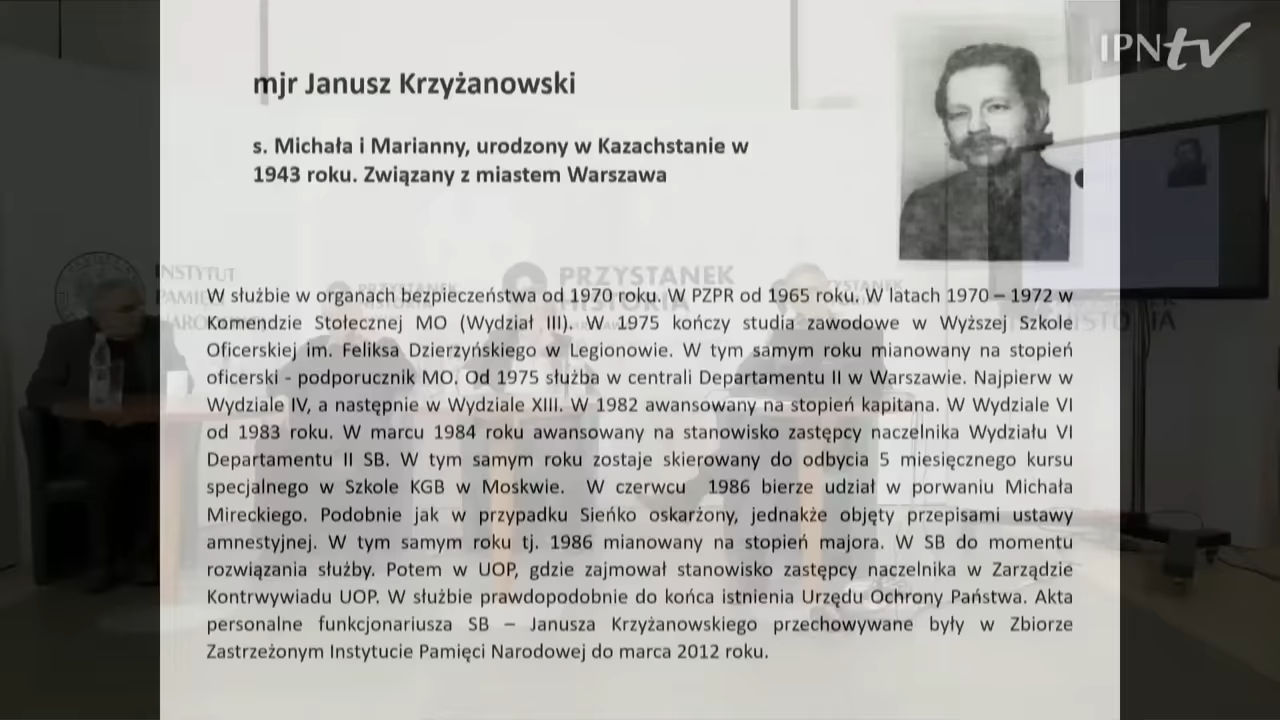 IPNtv
mjr Janusz Krzyżanowski
s. Michała i Marianny, urodzony w Kazachstanie w
1943 roku. Związany z miastem Warszawa
INSTYTUT
PRZYSTANEK
HISTORIA
W służbie w organach bezpieczeństwa od 1970 roku. W PZPR od 1965 roku. W latach 1970 – 1972 w
Komendzie Stołecznej MO (Wydział III). W 1975 kończy studia zawodowe w Wyższej Szkole
Oficerskiej im. Feliksa Dzierzyńskiego w Legionowie. W tym samym roku mianowany na stopień
oficerski - podporucznik MO. Od 1975 służba w centrali Departamentu II w Warszawie. Najpierw w
Wydziale IV, a następnie w Wydziale XIII. W 1982 awansowany na stopień kapitana. W Wydziale VI
od 1983 roku. W marcu 1984 roku awansowany na stanowisko zastępcy naczelnika Wydziału VI
Departamentu II SB. W tym samym roku zostaje skierowany do odbycia 5 miesięcznego kursu
specjalnego w Szkole KGB w Moskwie. W czerwcu 1986 bierze udział w porwaniu Michała
Mireckiego. Podobnie jak w przypadku Sieńko oskarżony, jednakże objęty przepisami ustawy
amnestyjnej. W tym samym roku tj. 1986 mianowany na stopień majora. W SB do momentu
rozwiązania służby. Potem w UOP, gdzie zajmował stanowisko zastępcy naczelnika w Zarządzie
Kontrwywiadu UOP. W służbie prawdopodobnie do końca istnienia Urzędu Ochrony Państwa. Akta
personalne funkcjonariusza SB – Janusza Krzyżanowskiego przechowywane były w Zbiorze
Zastrzeżonym Instytucie Pamięci Narodowej do marca 2012 roku.